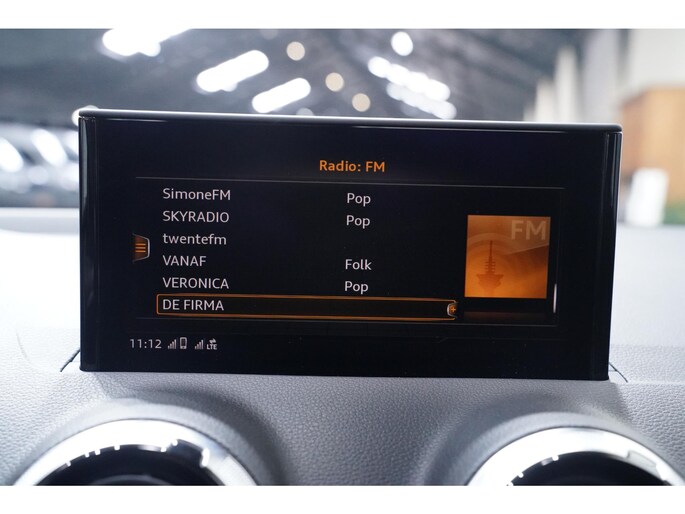 Radio: FM
SimoneFM Pop
SKYRADIO Pop
twentefm
VANAF Folk
VERONICA Pop
DE FIRMA
FM
11:12 LTE